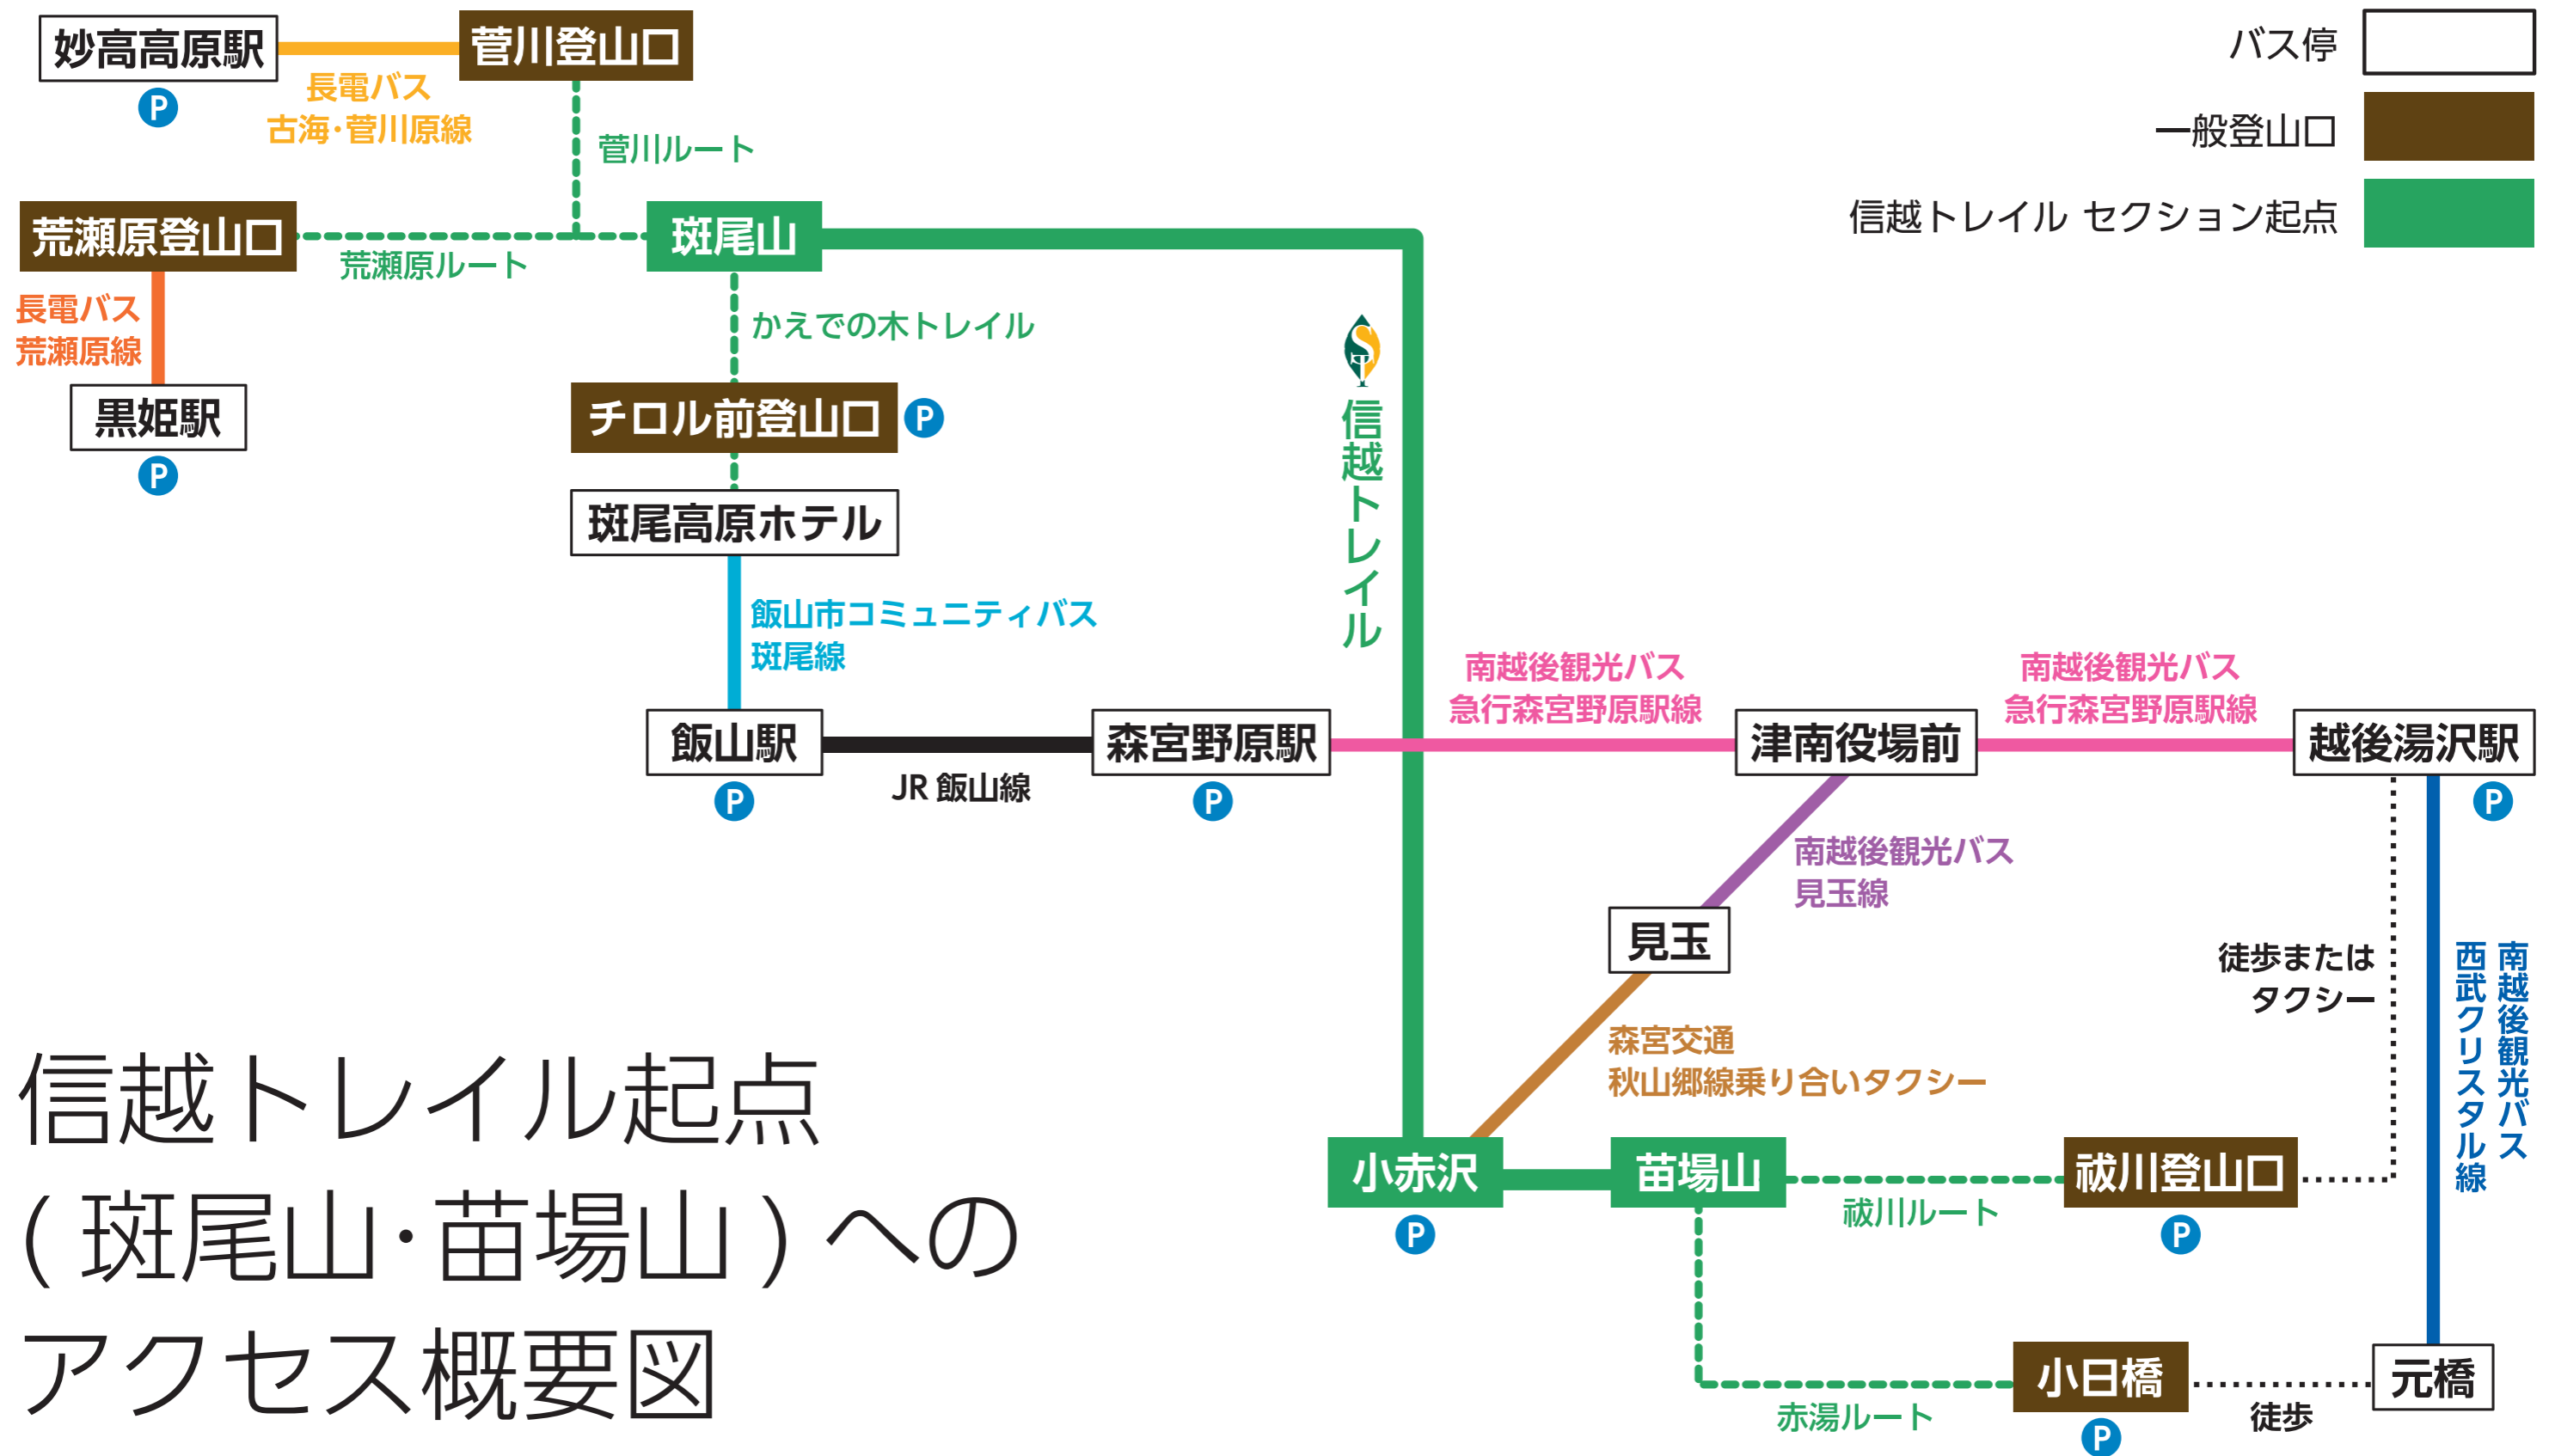 妙高高原駅
P
長電バス
古海・菅川原線
菅川登山口
菅川ルート
バス停
一般登山口
信越トレイル セクション起点
荒瀬原登山口
荒瀬原ルート
斑尾山
長電バス
荒瀬原線
黒姫駅
P
かえでの木トレイル
チロル前登山口
P
斑尾高原ホテル
飯山市コミュニティバス
斑尾線
信越トレイル
飯山駅
P
JR 飯山線
森宮野原駅
P
南越後観光バス
急行森宮野原駅線
津南役場前
南越後観光バス
急行森宮野原駅線
越後湯沢駅
P
南越後観光バス
見玉線
見玉
森宮交通
秋山郷線乗り合いタクシー
徒歩または
タクシー
南越後観光バス
西武クリスタル線
小赤沢
P
苗場山
祓川ルート
祓川登山口
P
赤湯ルート
小日橋
P
徒歩
元橋
信越トレイル起点
(斑尾山・苗場山)への
アクセス概要図